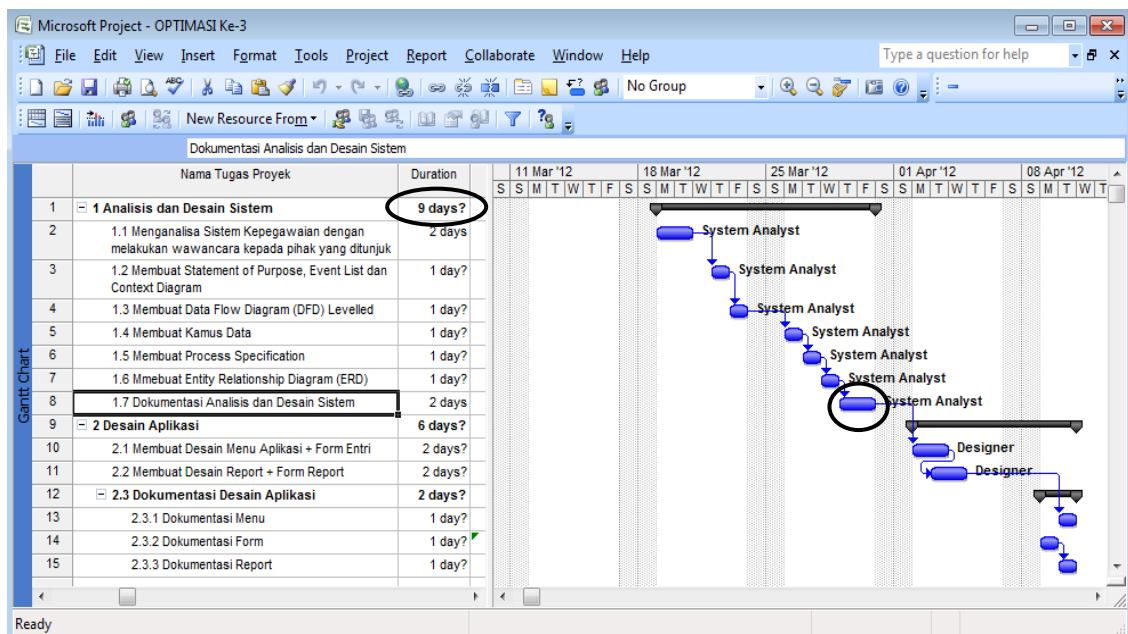 Microsoft Project - OPTIMASI Ke-3
File Edit View Insert Format Tools Project Report Collaborate Window Help Type a question for help
No Group
New Resource From
Dokumentasi Analisis dan Desain Sistem
Nama Tugas Proyek Duration
11 Mar '12 18 Mar '12 25 Mar '12 01 Apr '12 08 Apr '12
S S M T W T F S S M T W T F S S M T W T F S S M T W T F S S M T W T
1 1 Analisis dan Desain Sistem 9 days?
2 1.1 Menganalisa Sistem Kepegawaian dengan 2 days System Analyst
melakukan wawancara kepada pihak yang ditunjuk
3 1.2 Membuat Statement of Purpose, Event List dan 1 day? System Analyst
Context Diagram
4 1.3 Membuat Data Flow Diagram (DFD) Levelled 1 day? System Analyst
5 1.4 Membuat Kamus Data 1 day? System Analyst
6 1.5 Membuat Process Specification 1 day? System Analyst
7 1.6 Mmebuat Entity Relationship Diagram (ERD) 1 day? System Analyst
8 1.7 Dokumentasi Analisis dan Desain Sistem 2 days System Analyst
9 2 Desain Aplikasi 6 days?
10 2.1 Membuat Desain Menu Aplikasi + Form Entri 2 days? Designer
11 2.2 Membuat Desain Report + Form Report 2 days? Designer
12 2.3 Dokumentasi Desain Aplikasi 2 days?
13 2.3.1 Dokumentasi Menu 1 day?
14 2.3.2 Dokumentasi Form 1 day?
15 2.3.3 Dokumentasi Report 1 day?
Gantt Chart
Ready